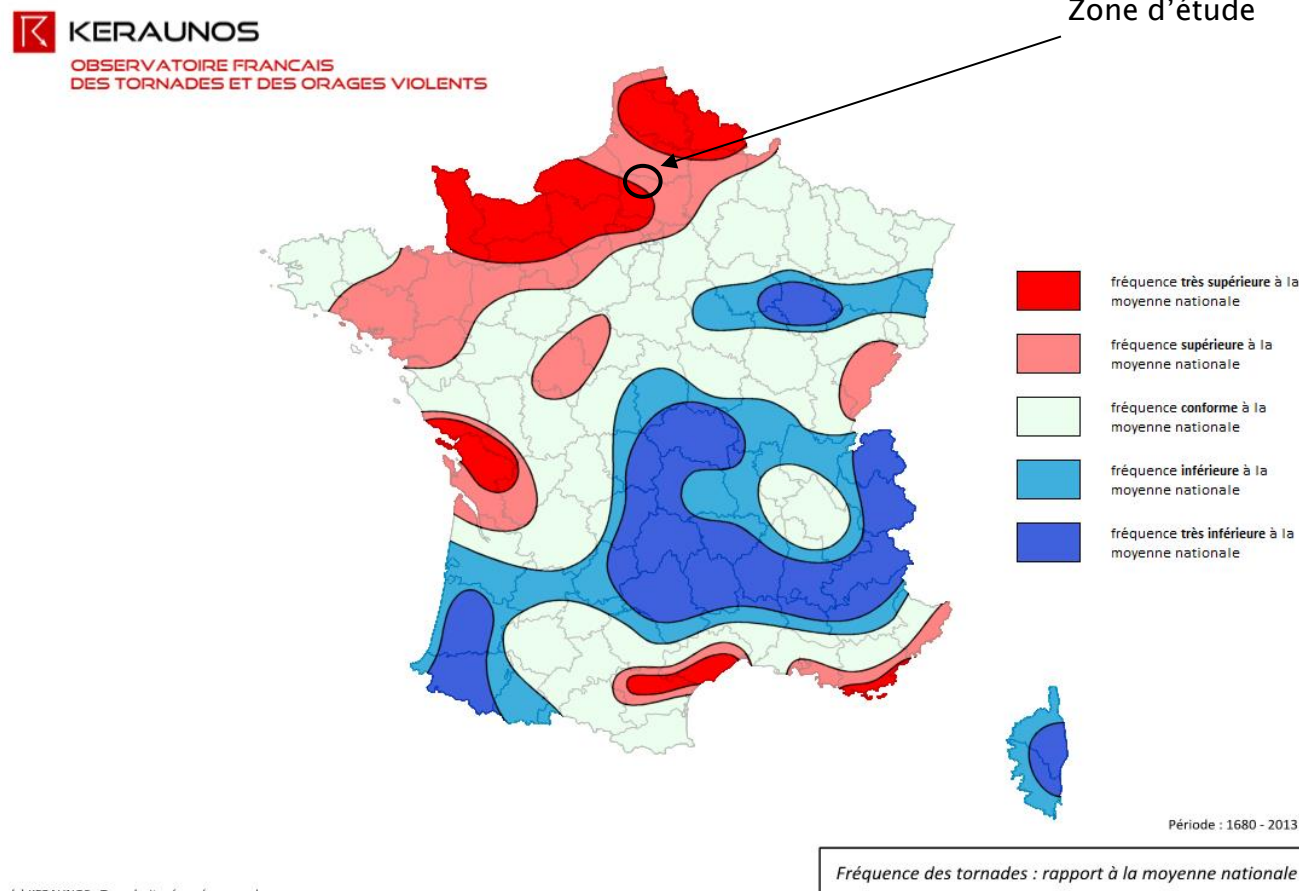 Zone d’étude
KERAUNOS
OBSERVATOIRE FRANCAIS
DES TORNADES ET DES ORAGES VIOLENTS
fréquence très supérieure à la
moyenne nationale
fréquence supérieure à la
moyenne nationale
fréquence conforme à la
moyenne nationale
fréquence inférieure à la
moyenne nationale
fréquence très inférieure à la
moyenne nationale
Période : 1680 - 2013
Fréquence des tornades : rapport à la moyenne nationale